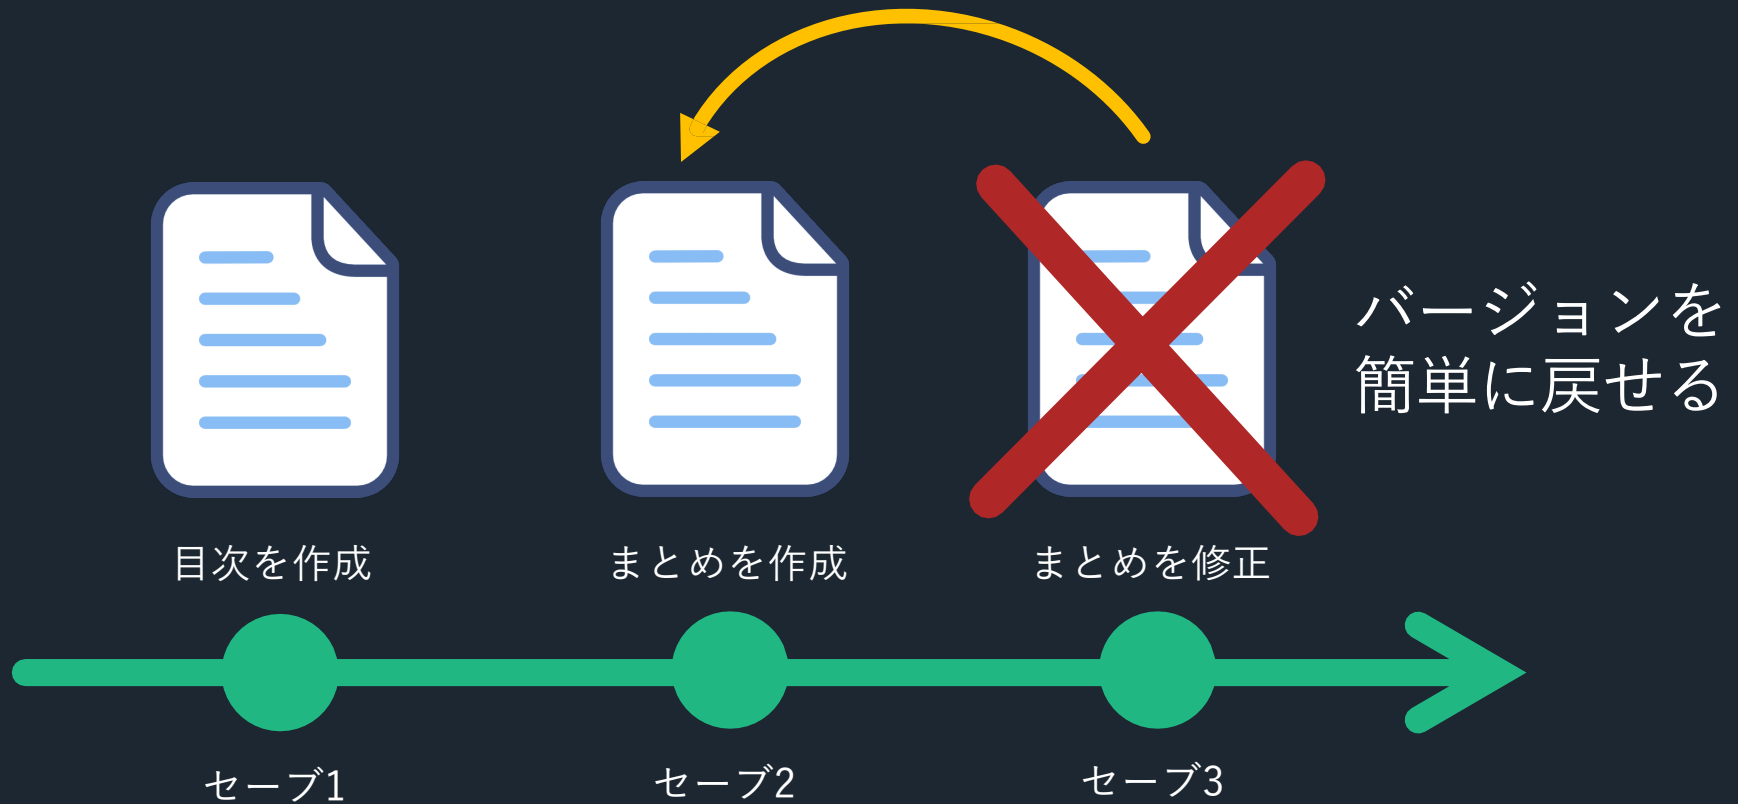 バージョンを
簡単に戻せる
目次を作成
まとめを作成
まとめを修正
セーブ1
セーブ2
セーブ3